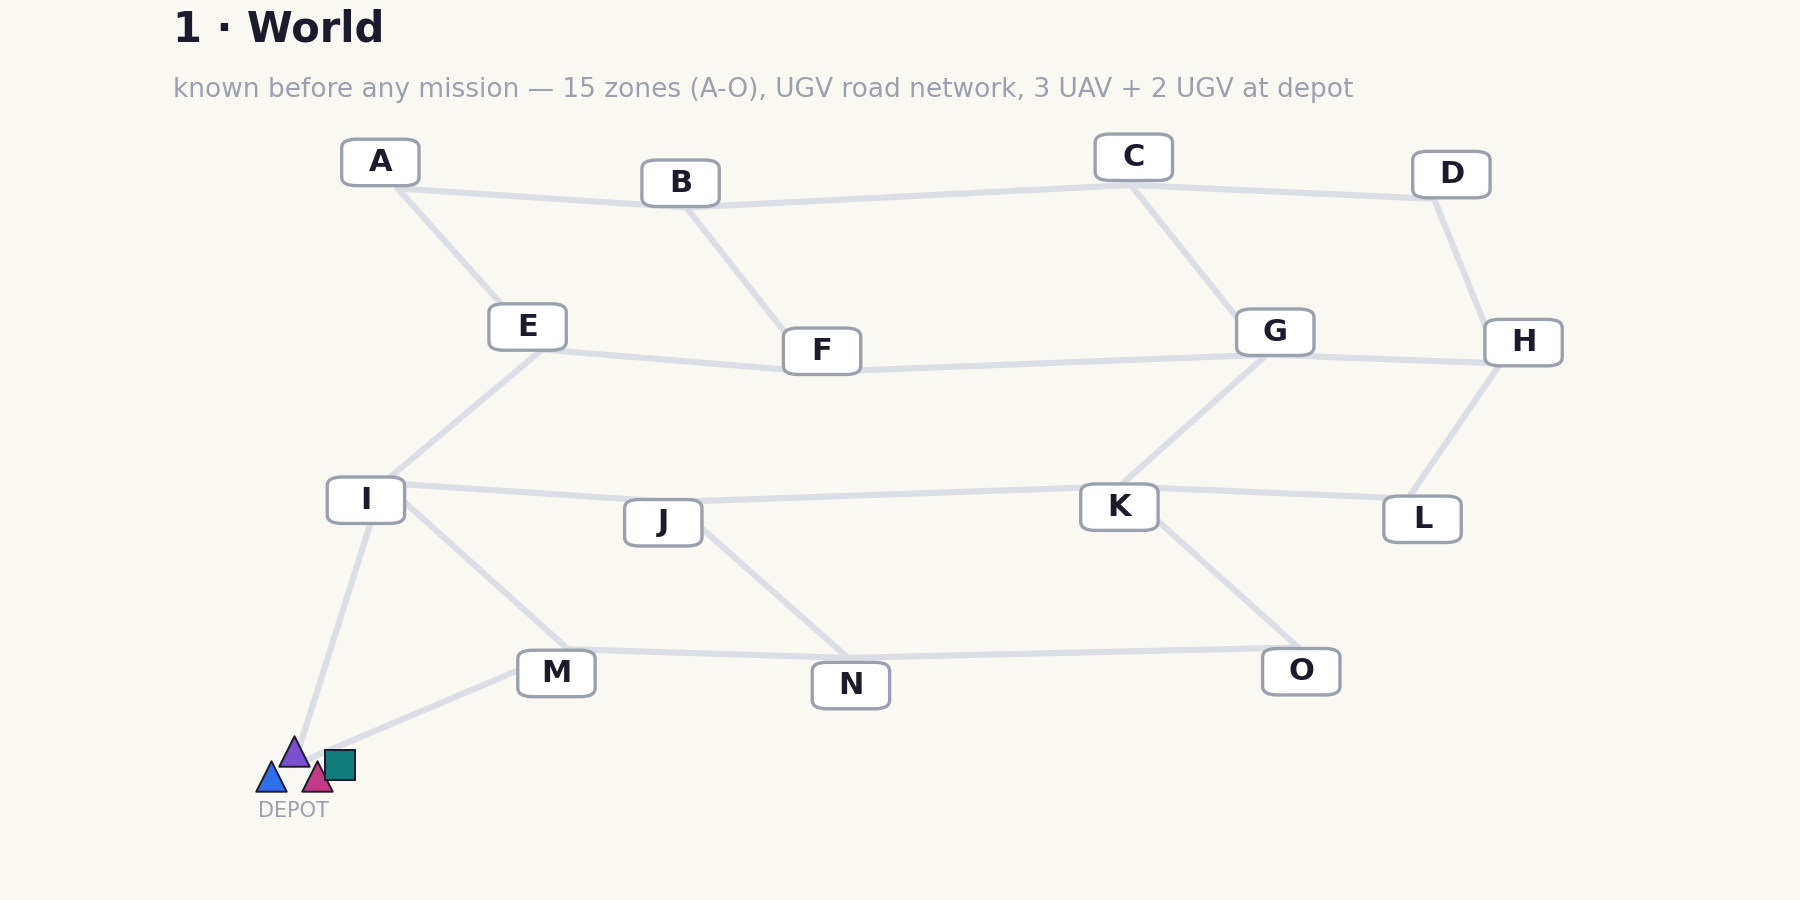 1 · World
known before any mission — 15 zones (A-O), UGV road network, 3 UAV + 2 UGV at depot
A
B
C
D
E
F
G
H
I
J
K
L
M
N
O
DEPOT